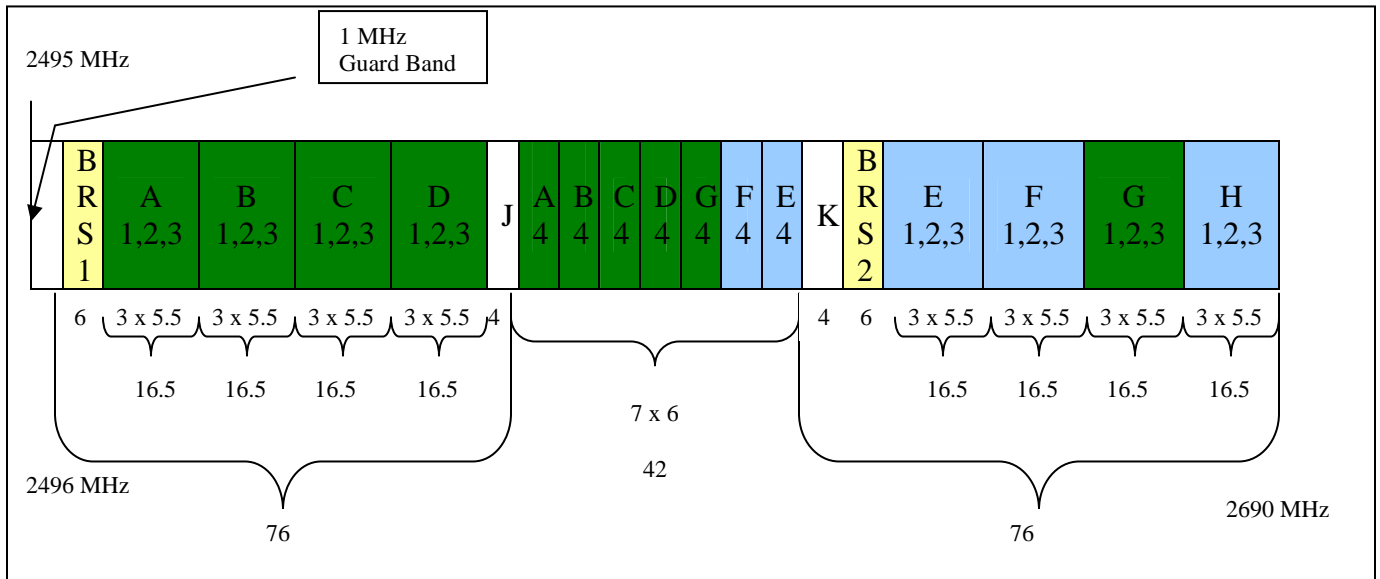 1 MHz
Guard Band
2495 MHz
BRS1
A
1,2,3
B
1,2,3
C
1,2,3
D
1,2,3
J
A
4
B
4
C
4
D
4
G
4
F
4
E
4
K
BRS2
E
1,2,3
F
1,2,3
G
1,2,3
H
1,2,3
6 3 x 5.5 3 x 5.5 3 x 5.5 3 x 5.5 4 4 6 3 x 5.5 3 x 5.5 3 x 5.5 3 x 5.5
16.5 16.5 16.5 16.5 16.5 16.5 16.5 16.5
7 x 6
42
2496 MHz
2690 MHz
76 76